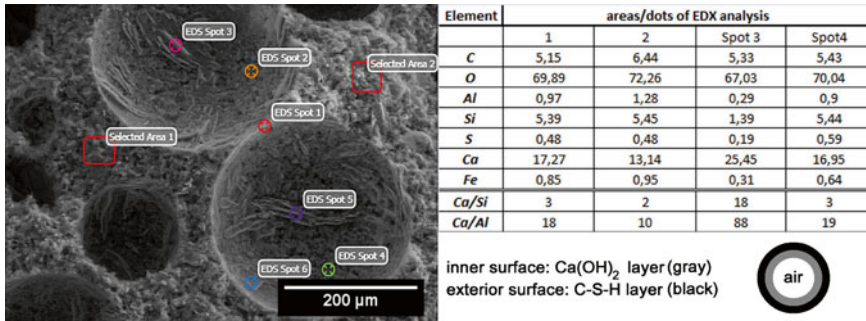 EDS Spot 3
EDS Spot 2
Selected Area 2
EDS Spot 1
Selected Area 1
EDS Spot 5
EDS Spot 4
EDS Spot 6
200 µm
Element areas/dots of EDX analysis
1 2 Spot 3 Spot4
C 5,15 6,44 5,33 5,43
O 69,89 72,26 67,03 70,04
Al 0,97 1,28 0,29 0,9
Si 5,39 5,45 1,39 5,44
S 0,48 0,48 0,19 0,59
Ca 17,27 13,14 25,45 16,95
Fe 0,85 0,95 0,31 0,64
Ca/Si 3 2 18 3
Ca/Al 18 10 88 19
inner surface: Ca(OH)₂ layer (gray)
exterior surface: C-S-H layer (black)
air